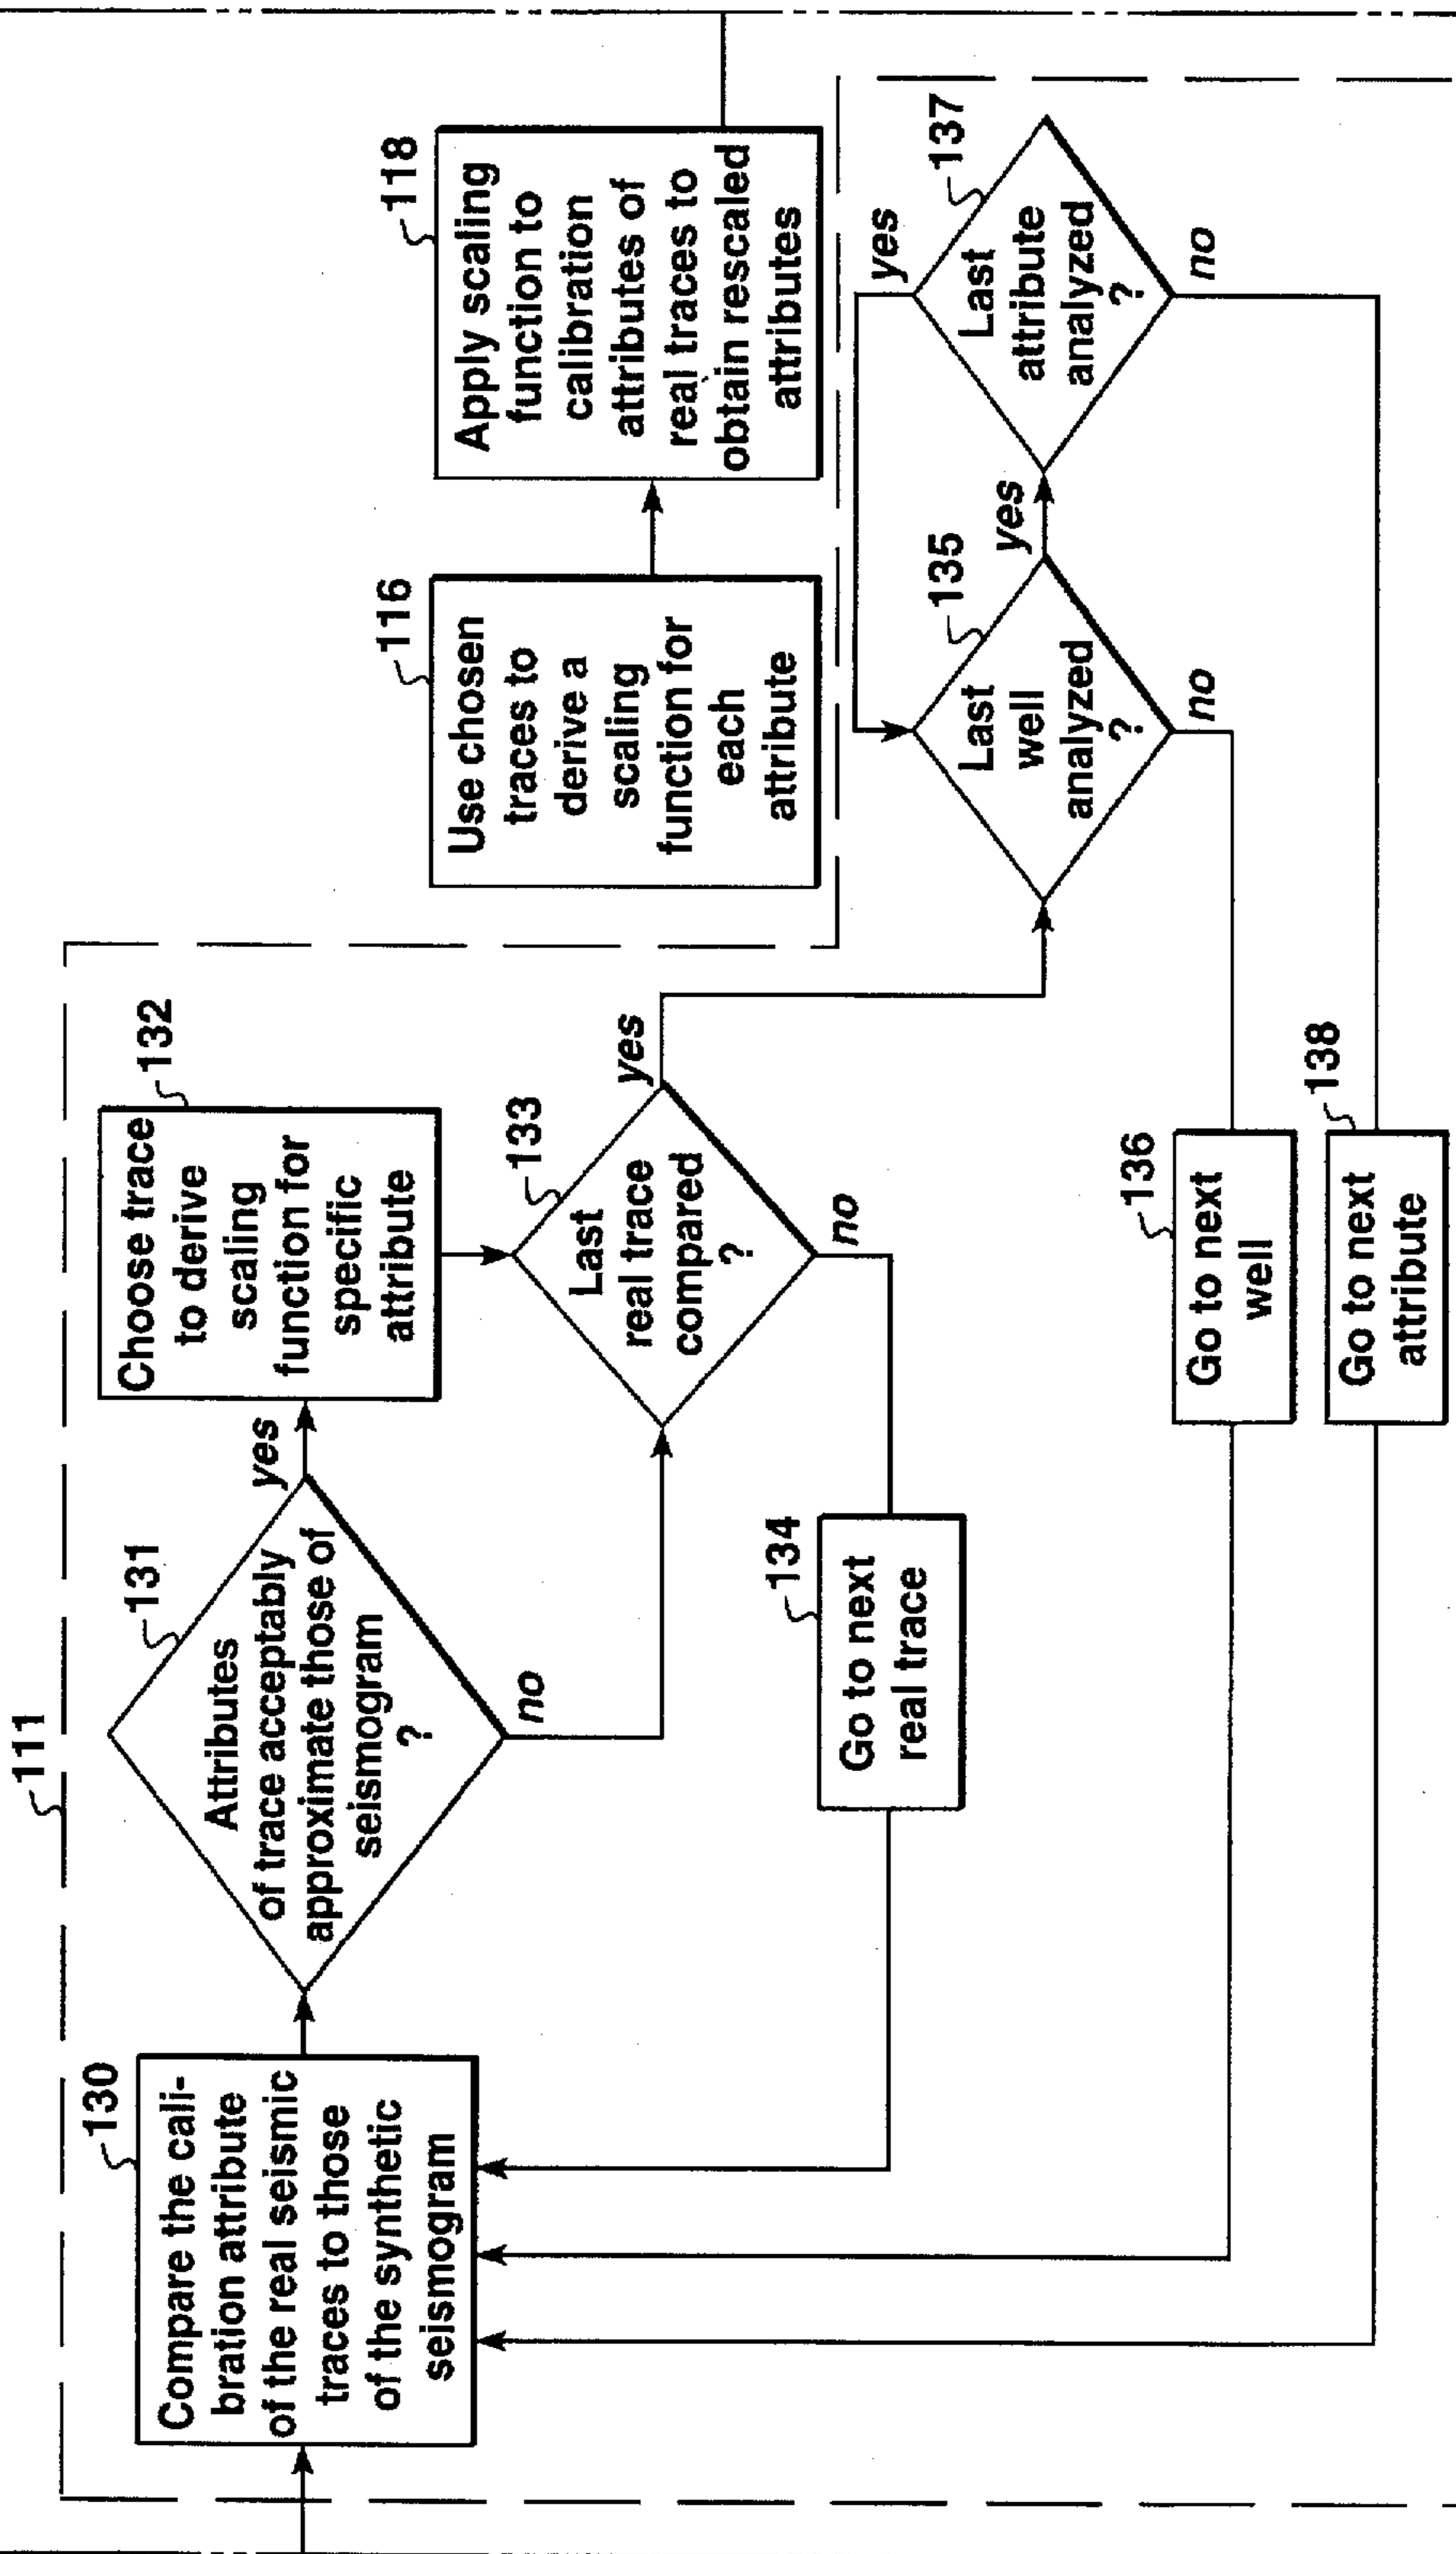 111
130
Compare the cali-
bration attribute
of the real seismic
traces to those
of the synthetic
seismogram
131
Attributes
of trace acceptably
approximate those of
seismogram
?
yes
no
132
Choose trace
to derive
scaling
function for
specific
attribute
133
Last
real trace
compared
?
yes
no
134
Go to next
real trace
116
Use chosen
traces to
derive a
scaling
function for
each
attribute
118
Apply scaling
function to
calibration
attributes of
real traces to
obtain rescaled
attributes
135
Last
well
analyzed
?
yes
no
137
Last
attribute
analyzed
?
yes
no
136
Go to next
well
138
Go to next
attribute